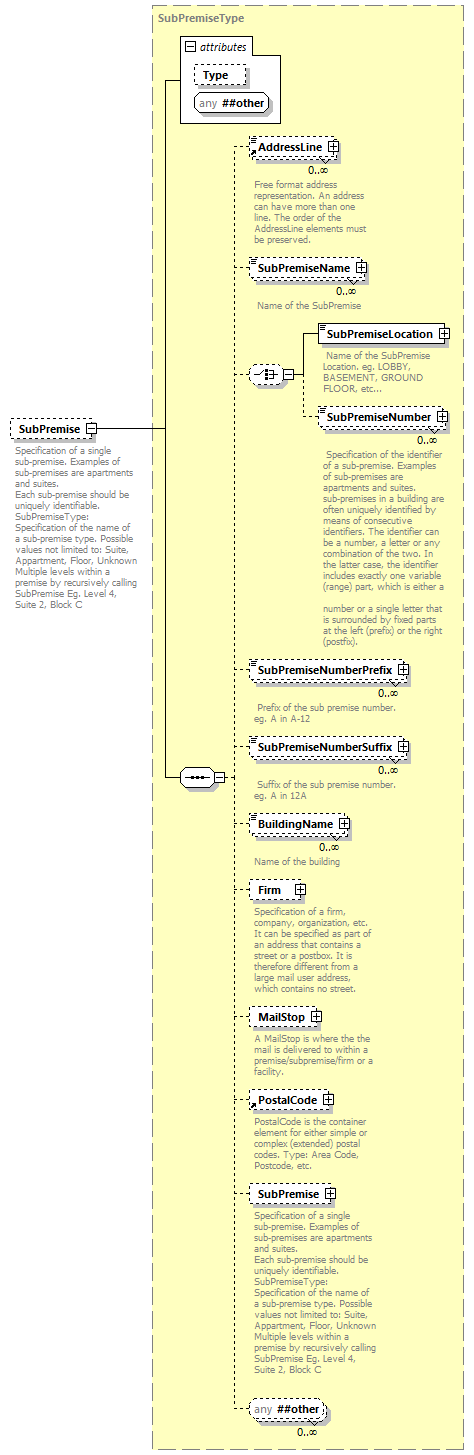 SubPremiseType
attributes
Type
any ##other
AddressLine
0..∞
Free format address
representation. An address
can have more than one
line. The order of the
AddressLine elements must
be preserved.
SubPremiseName
0..∞
Name of the SubPremise
SubPremiseLocation
Name of the SubPremise
Location. eg. LOBBY,
BASEMENT, GROUND
FLOOR, etc...
SubPremiseNumber
0..∞
Specification of the identifier
of a sub-premise. Examples
of sub-premises are
apartments and suites.
sub-premises in a building are
often uniquely identified by
means of consecutive
identifiers. The identifier can
be a number, a letter or any
combination of the two. In
the latter case, the identifier
includes exactly one variable
(range) part, which is either a
number or a single letter that
is surrounded by fixed parts
at the left (prefix) or the right
(postfix).
SubPremise
Specification of a single
sub-premise. Examples of
sub-premises are apartments
and suites.
Each sub-premise should be
uniquely identifiable.
SubPremiseType:
Specification of the name of
a sub-premise type. Possible
values not limited to: Suite,
Appartment, Floor, Unknown
Multiple levels within a
premise by recursively calling
SubPremise Eg. Level 4,
Suite 2, Block C
SubPremiseNumberPrefix
0..∞
Prefix of the sub premise number.
eg. A in A-12
SubPremiseNumberSuffix
0..∞
Suffix of the sub premise number.
eg. A in 12A
BuildingName
0..∞
Name of the building
Firm
Specification of a firm,
company, organization, etc.
It can be specified as part of
an address that contains a
street or a postbox. It is
therefore different from a
large mail user address,
which contains no street.
MailStop
A MailStop is where the the
mail is delivered to within a
premise/subpremise/firm or a
facility.
PostalCode
PostalCode is the container
element for either simple or
complex (extended) postal
codes. Type: Area Code,
Postcode, etc.
SubPremise
Specification of a single
sub-premise. Examples of
sub-premises are apartments
and suites.
Each sub-premise should be
uniquely identifiable.
SubPremiseType:
Specification of the name of
a sub-premise type. Possible
values not limited to: Suite,
Appartment, Floor, Unknown
Multiple levels within a
premise by recursively calling
SubPremise Eg. Level 4,
Suite 2, Block C
any ##other
0..∞